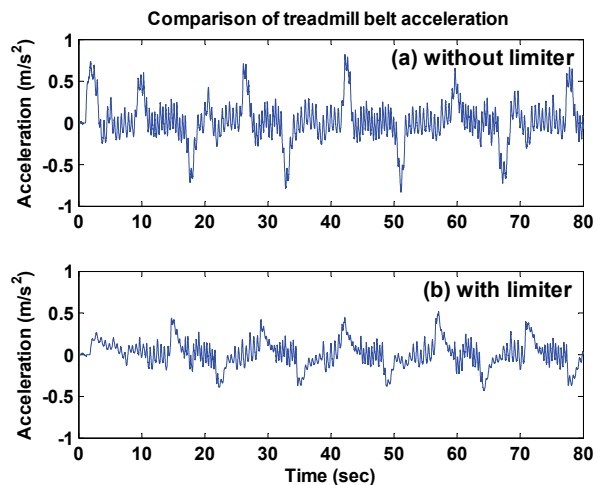 Comparison of treadmill belt acceleration
(a) without limiter
Acceleration (m/s²)
1
0.5
0
-0.5
-1
0 10 20 30 40 50 60 70 80
(b) with limiter
Acceleration (m/s²)
1
0.5
0
-0.5
-1
0 10 20 30 40 50 60 70 80
Time (sec)